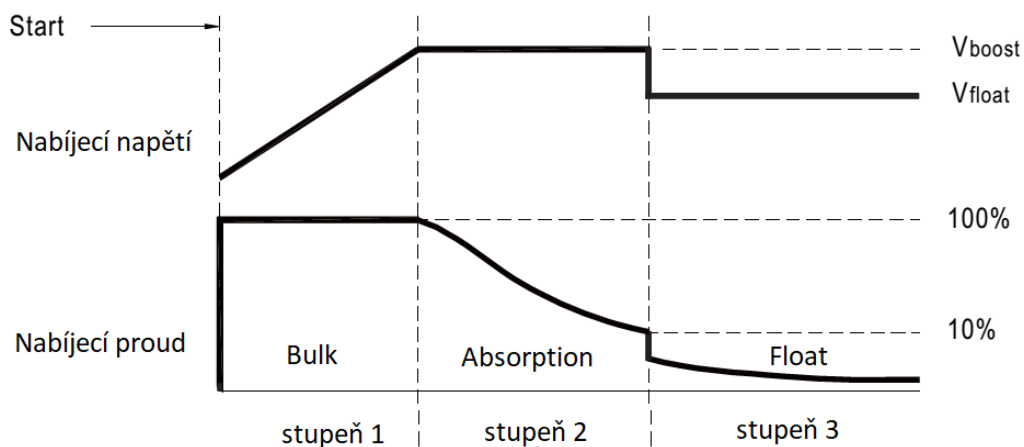 Start
Vboost
Vfloat
Nabíjecí napětí
100%
Nabíjecí proud
10%
Bulk
Absorption
Float
stupeň 1
stupeň 2
stupeň 3